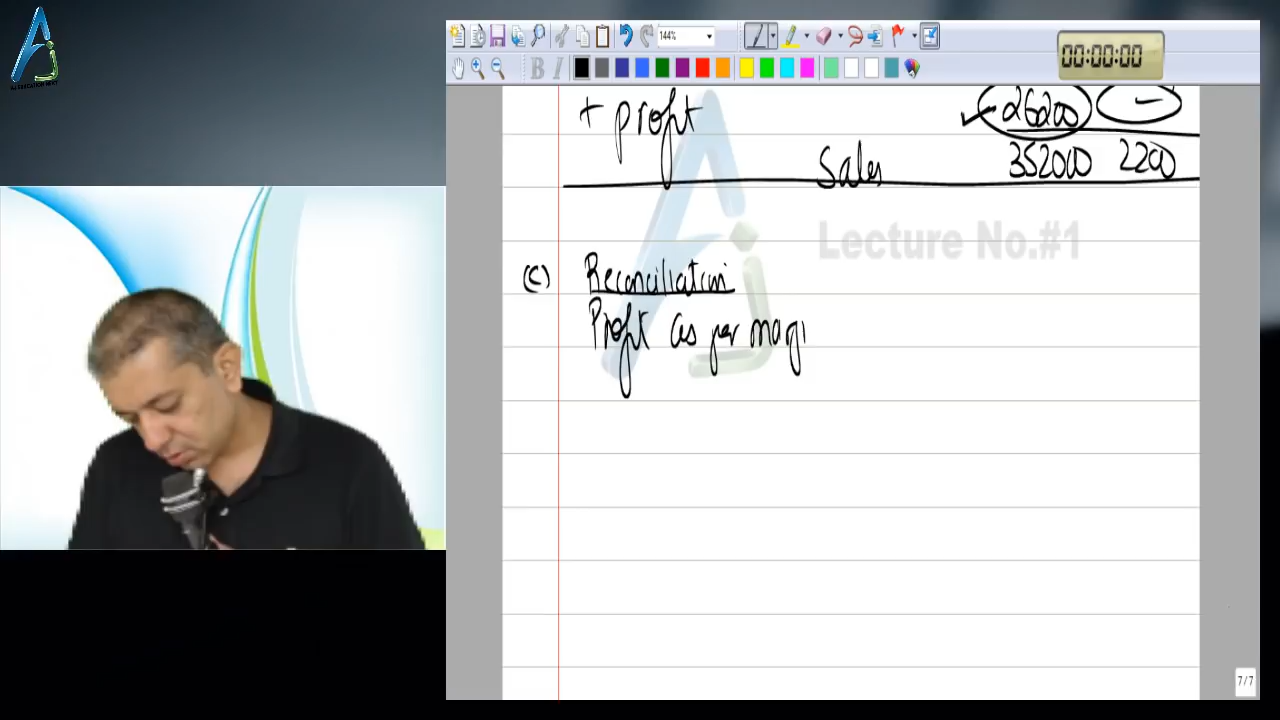 144%
00:00:00
+ profit 26200 -
Sales 352000 2200
Lecture No.#1
(C) Reconciliation
Profit as per margi
7/7